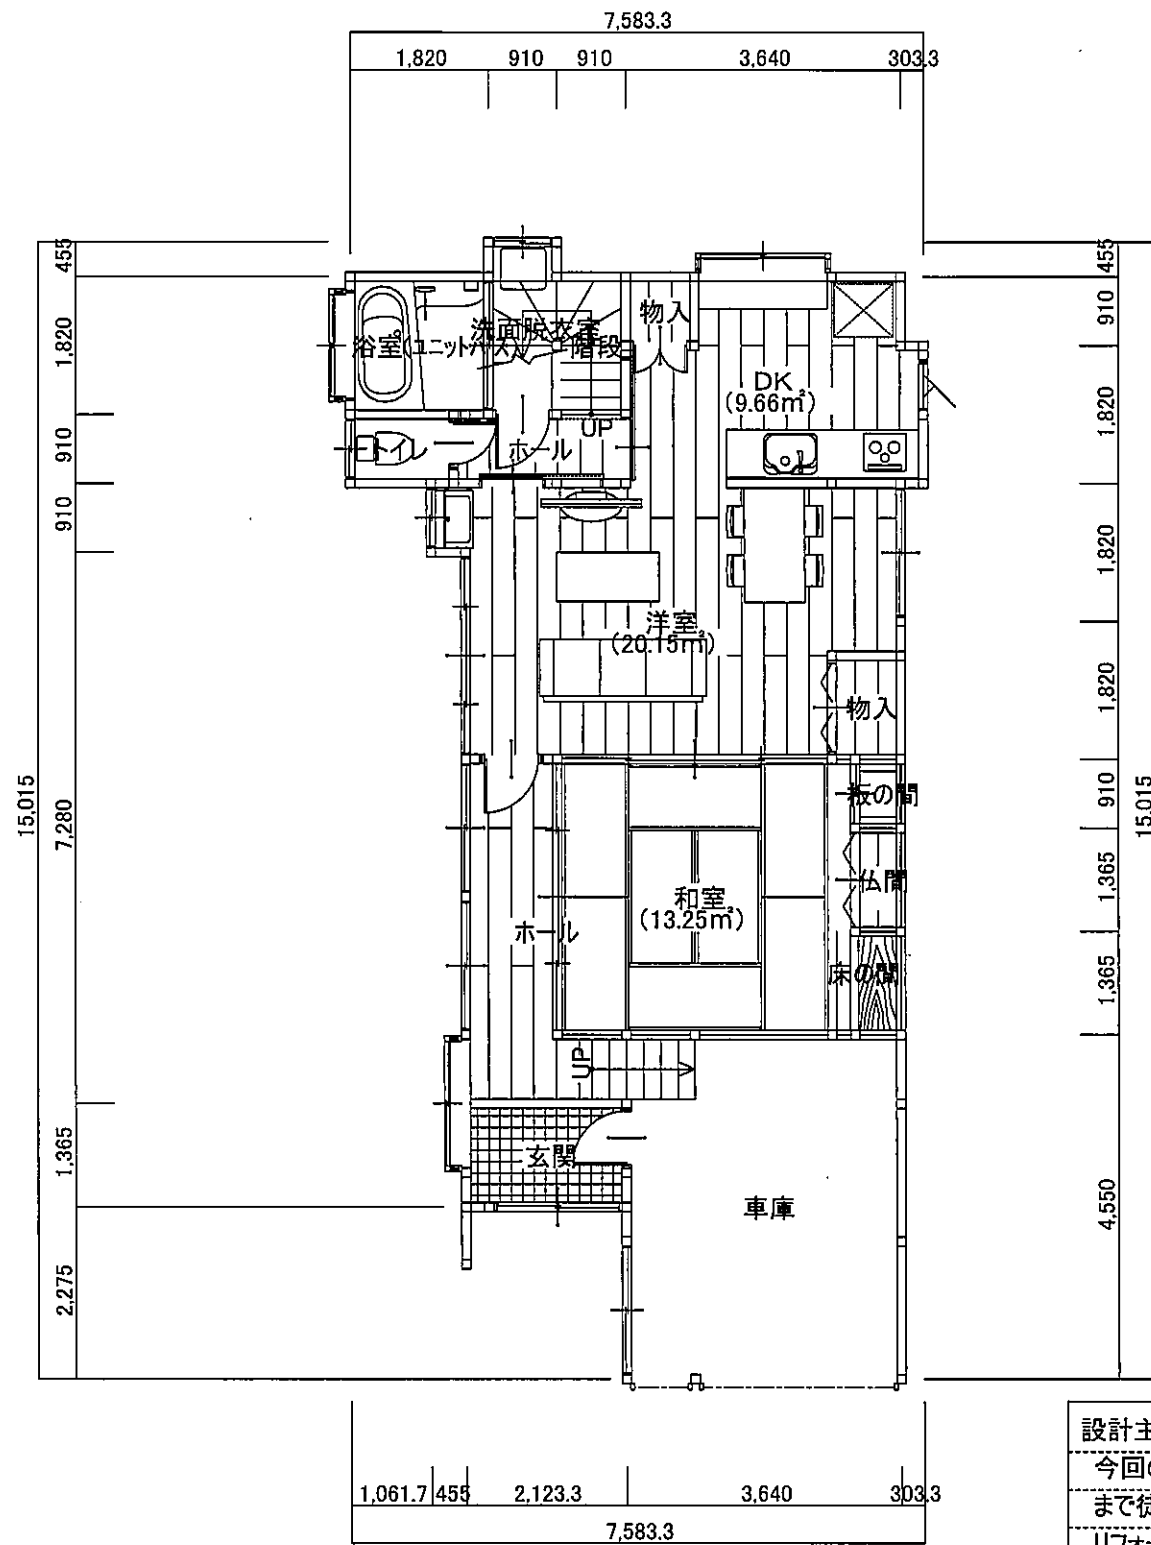 7,583.3
1,820 910 910 3,640 303.3
455
1,820
910
910
7,280
15,015
1,365
2,275
455
910
1,820
1,820
1,820
910
1,365
1,365
4,550
15,015
物入
洗面脱衣室
浴室(ユニットバス)
階段
DK
(9.66㎡)
UP
トイレ
ホール
洋室
(20.15㎡)
物入
板の間
仏間
和室
(13.25㎡)
ホール
床の間
UP
玄関
車庫
1,061.7 455 2,123.3 3,640 303.3
7,583.3
設計主
今回の
まで徒
リフォ